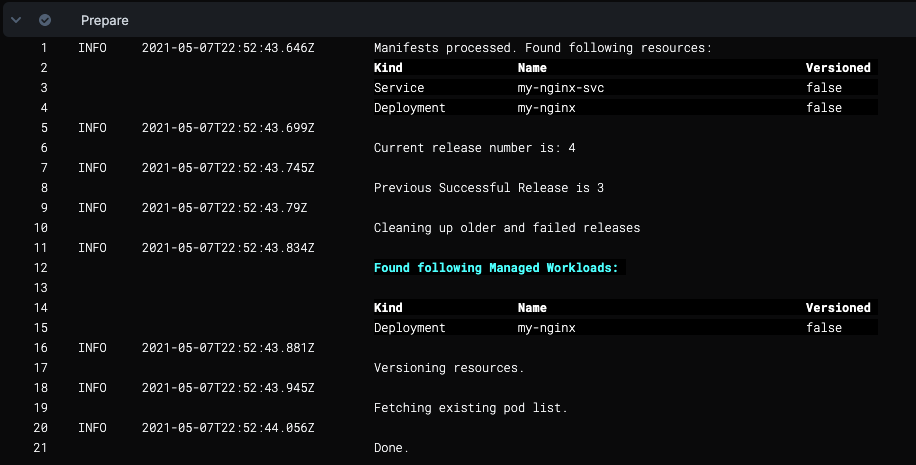 Prepare
1 INFO 2021-05-07T22:52:43.646Z Manifests processed. Found following resources:
2 Kind Name Versioned
3 Service my-nginx-svc false
4 Deployment my-nginx false
5 INFO 2021-05-07T22:52:43.699Z
6 Current release number is: 4
7 INFO 2021-05-07T22:52:43.745Z
8 Previous Successful Release is 3
9 INFO 2021-05-07T22:52:43.79Z
10 Cleaning up older and failed releases
11 INFO 2021-05-07T22:52:43.834Z
12 Found following Managed Workloads:
13
14 Kind Name Versioned
15 Deployment my-nginx false
16 INFO 2021-05-07T22:52:43.881Z
17 Versioning resources.
18 INFO 2021-05-07T22:52:43.945Z
19 Fetching existing pod list.
20 INFO 2021-05-07T22:52:44.056Z
21 Done.